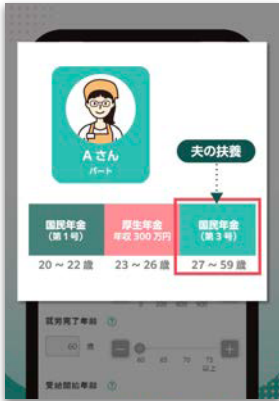 Aさん
パート
夫の扶養
国民年金
(第1号)
厚生年金
年収300万円
国民年金
(第3号)
20～22歳
23～26歳
27～59歳
就労完了年齢 ?
60 歳
60 65 70 75
以上
受給開始年齢 ?